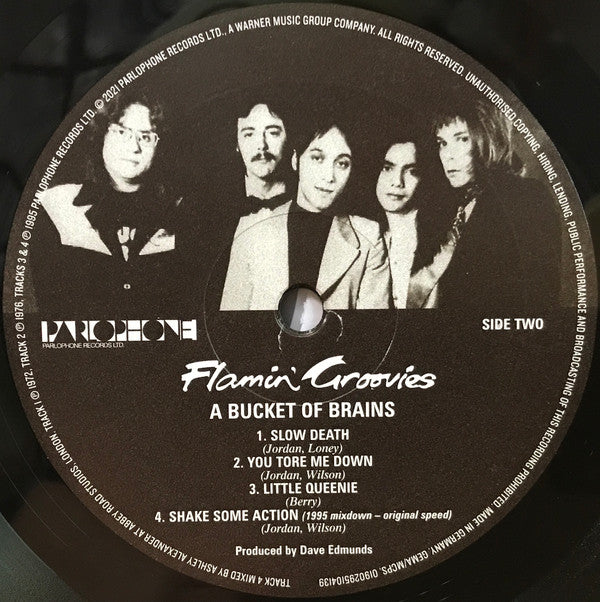 TRACK 4 MIXED BY ASHLEY ALEXANDER AT ABBEY ROAD STUDIOS, LONDON. TRACK 1 ℗ 1972, TRACK 2 ℗ 1976, TRACKS 3 & 4 ℗ 1995 PARLOPHONE RECORDS LTD. © 2021 PARLOPHONE RECORDS LTD., A WARNER MUSIC GROUP COMPANY. ALL RIGHTS RESERVED. UNAUTHORISED COPYING, HIRING, LENDING, PUBLIC PERFORMANCE AND BROADCASTING OF THIS RECORDING PROHIBITED. MADE IN GERMANY. GEMA/MCPS. 0190295104139
PARLOPHONE
PARLOPHONE RECORDS LTD.
SIDE TWO
Flamin' Groovies
A BUCKET OF BRAINS
1. SLOW DEATH
(Jordan, Loney)
2. YOU TORE ME DOWN
(Jordan, Wilson)
3. LITTLE QUEENIE
(Berry)
4. SHAKE SOME ACTION (1995 mixdown – original speed)
(Jordan, Wilson)
Produced by Dave Edmunds